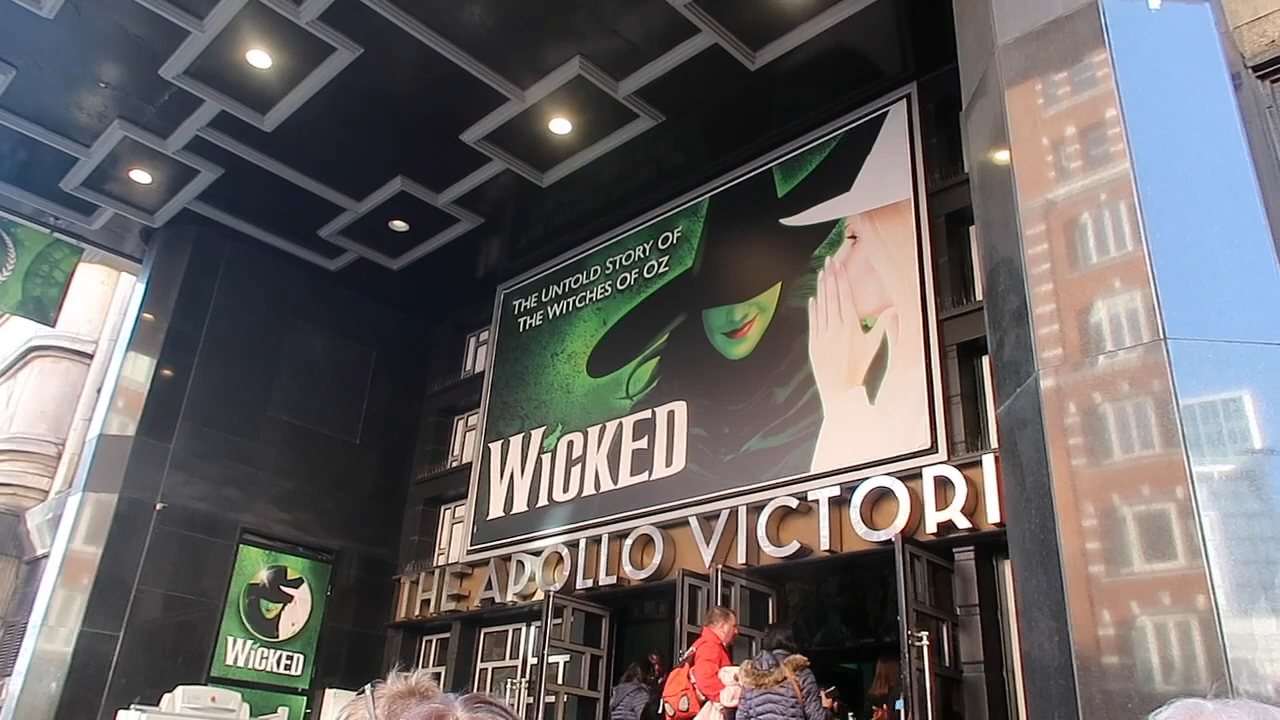 THE UNTOLD STORY OF
THE WITCHES OF OZ
WICKED
THE APOLLO VICTORI
WICKED